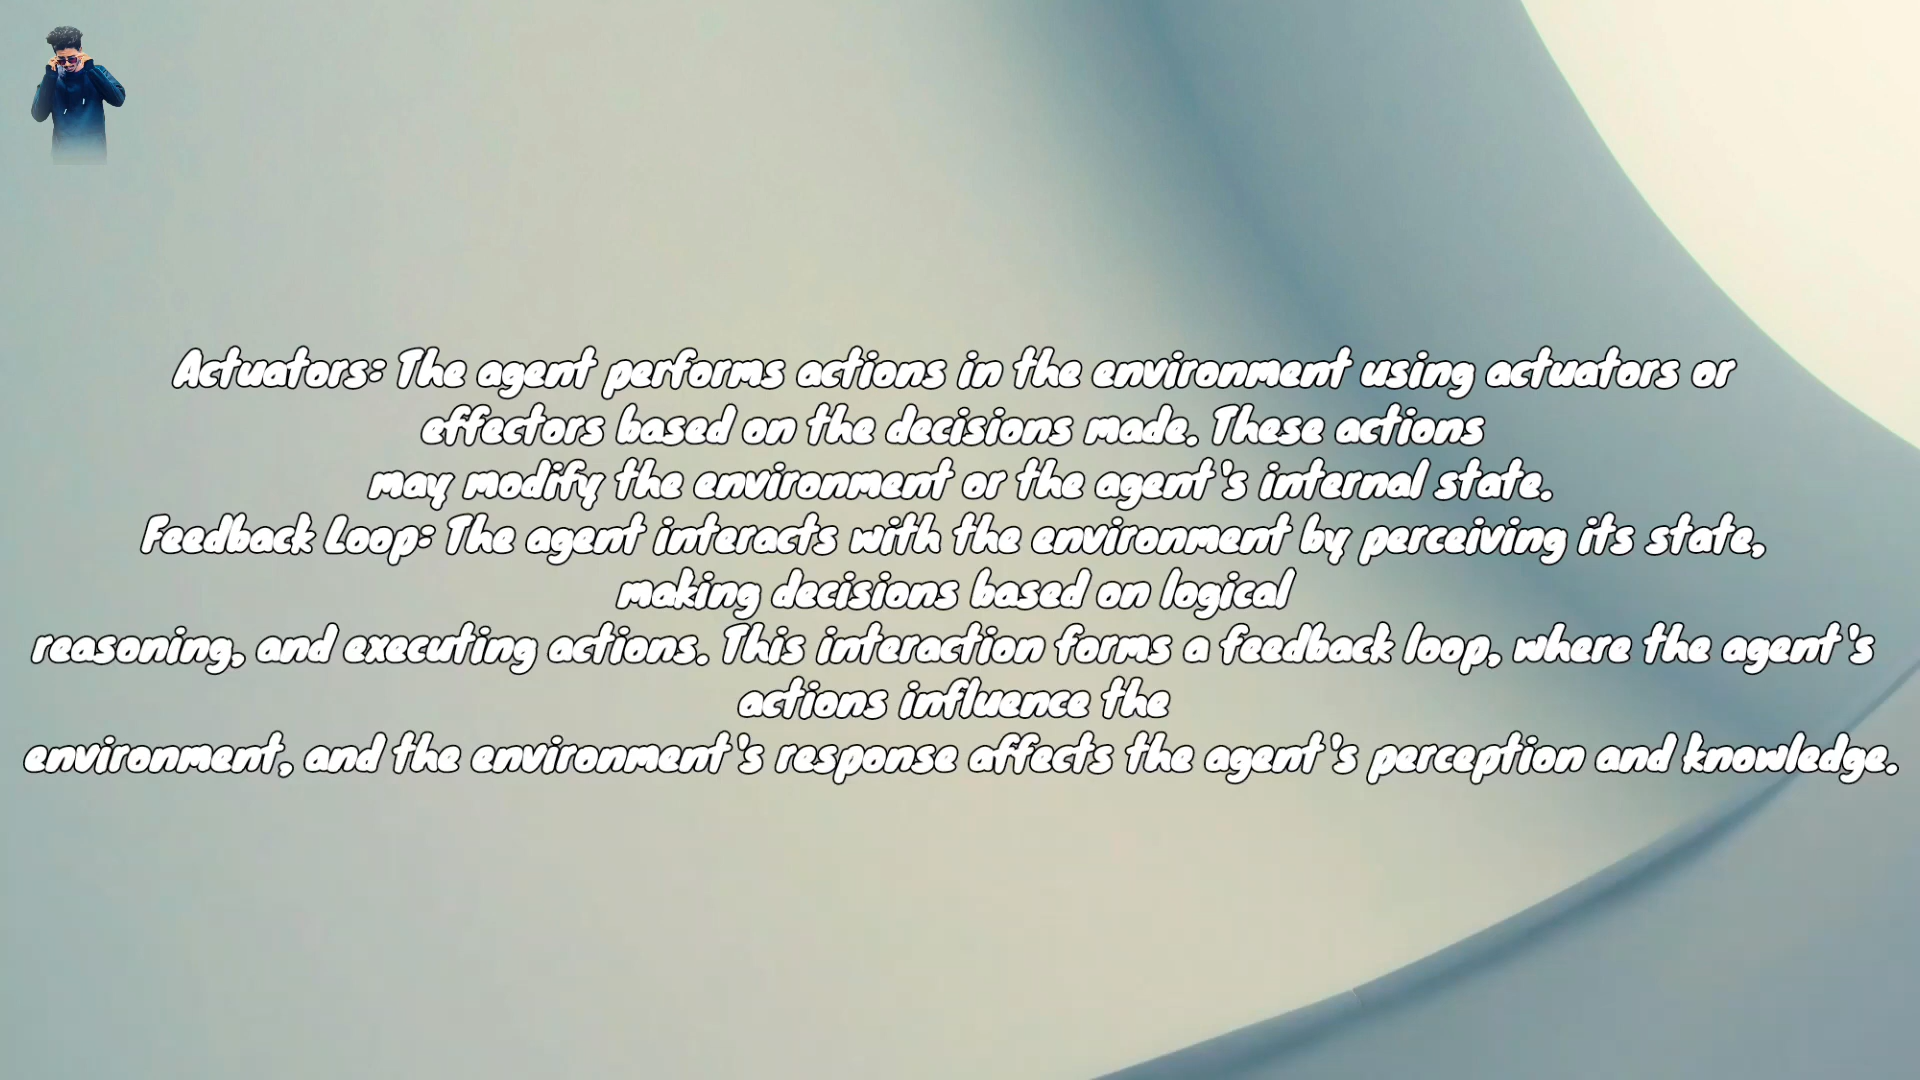 Actuators: The agent performs actions in the environment using actuators or
effectors based on the decisions made. These actions
may modify the environment or the agent's internal state.
Feedback Loop: The agent interacts with the environment by perceiving its state,
making decisions based on logical
reasoning, and executing actions. This interaction forms a feedback loop, where the agent's
actions influence the
environment, and the environment's response affects the agent's perception and knowledge.